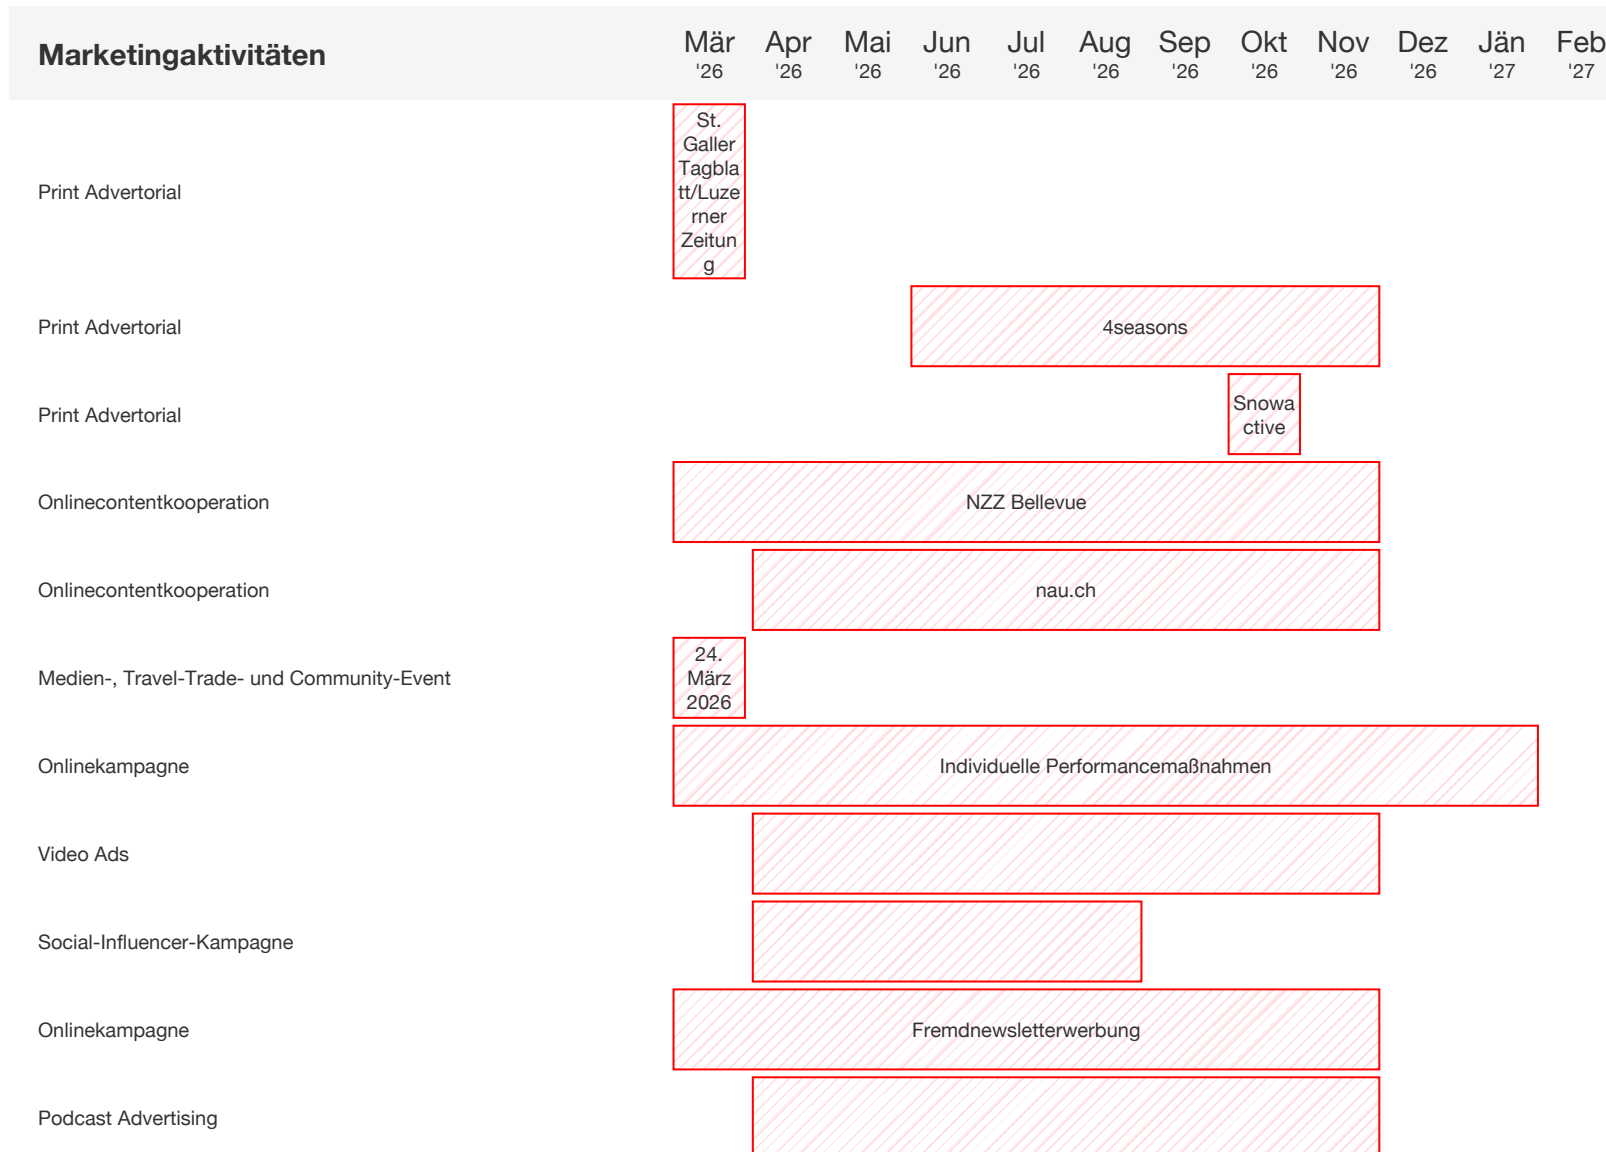 Marketingaktivitäten
Mär Apr Mai Jun Jul Aug Sep Okt Nov Dez Jän Feb
'26 '26 '26 '26 '26 '26 '26 '26 '26 '26 '27 '27
Print Advertorial
St.
Galler
Tagbla
tt/Luze
rner
Zeitun
g
Print Advertorial
4seasons
Print Advertorial
Snowa
ctive
Onlinecontentkooperation
NZZ Bellevue
Onlinecontentkooperation
nau.ch
Medien-, Travel-Trade- und Community-Event
24.
März
2026
Onlinekampagne
Individuelle Performancemaßnahmen
Video Ads
Social-Influencer-Kampagne
Onlinekampagne
Fremdnewsletterwerbung
Podcast Advertising